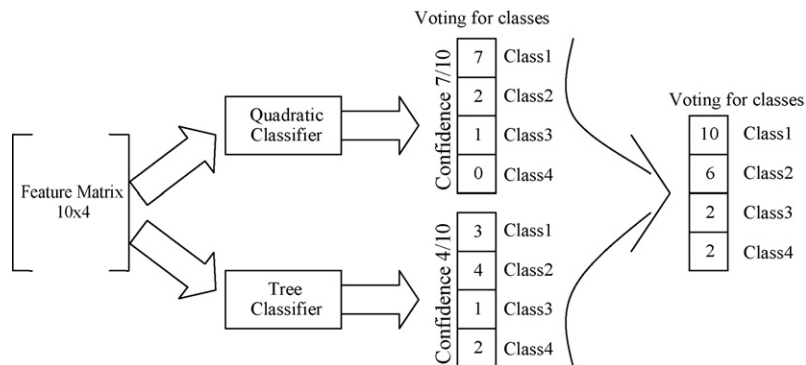 Voting for classes
Confidence 7/10
7 Class1
2 Class2
1 Class3
0 Class4
Quadratic
Classifier
Feature Matrix
10x4
Tree
Classifier
Confidence 4/10
3 Class1
4 Class2
1 Class3
2 Class4
Voting for classes
10 Class1
6 Class2
2 Class3
2 Class4